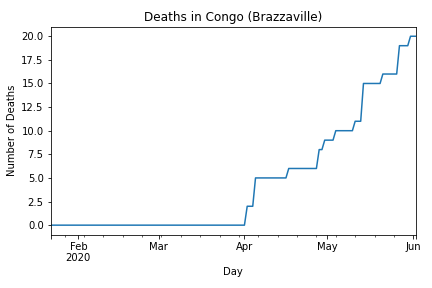 Deaths in Congo (Brazzaville)
20.0
17.5
15.0
12.5
10.0
7.5
5.0
2.5
0.0
Number of Deaths
Feb Mar Apr May Jun
2020
Day